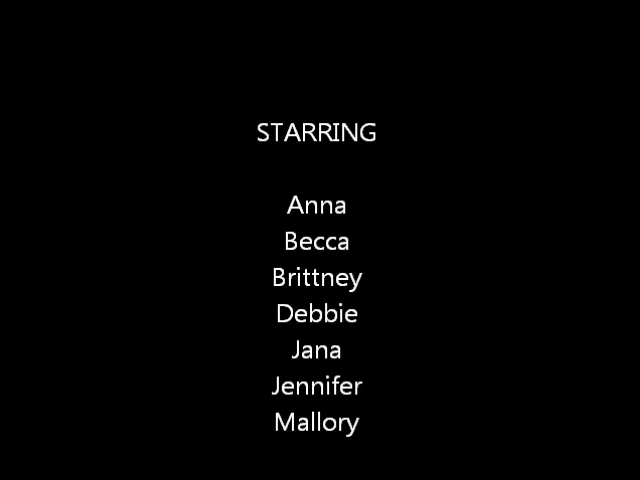 STARRING
Anna
Becca
Brittney
Debbie
Jana
Jennifer
Mallory